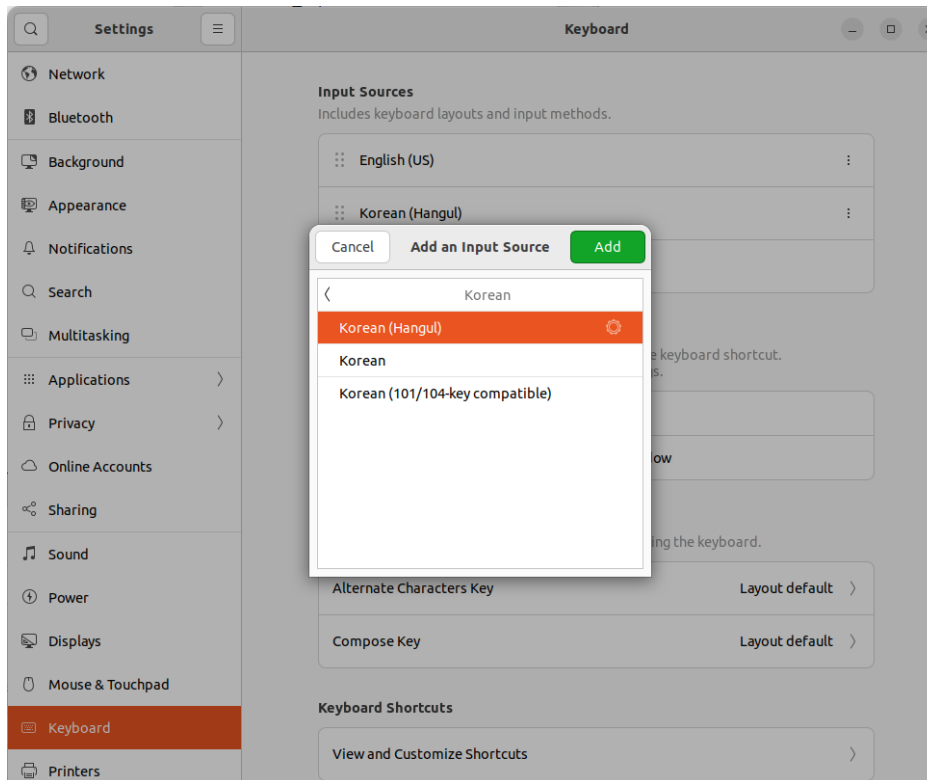 Settings
Keyboard
Network
Bluetooth
Background
Appearance
Notifications
Search
Multitasking
Applications
Privacy
Online Accounts
Sharing
Sound
Power
Displays
Mouse & Touchpad
Keyboard
Printers
Input Sources
Includes keyboard layouts and input methods.
English (US)
Korean (Hangul)
Cancel
Add an Input Source
Add
Korean
Korean (Hangul)
Korean
Korean (101/104-key compatible)
keyboard shortcut.
ing the keyboard.
Alternate Characters Key
Layout default
Compose Key
Layout default
Keyboard Shortcuts
View and Customize Shortcuts